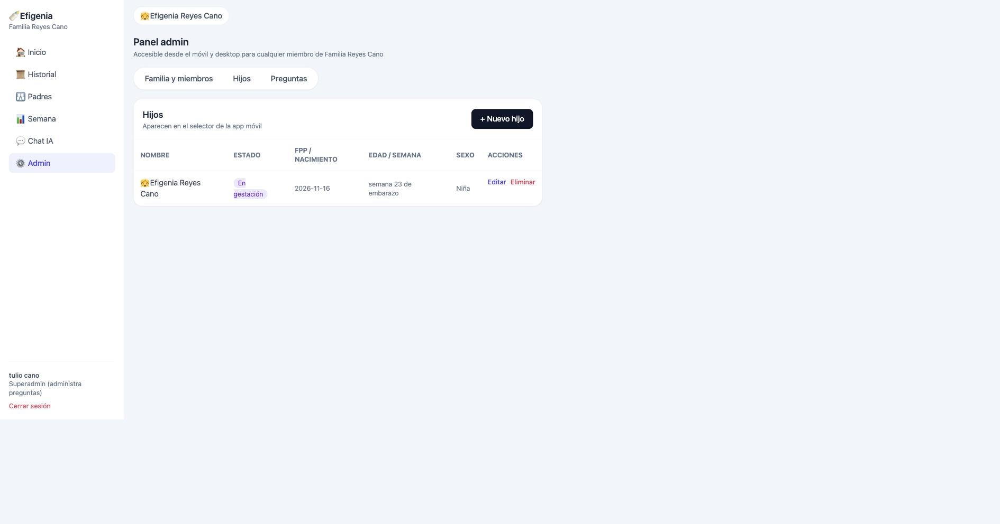 Efigenia
Familia Reyes Cano
Inicio
Historial
Padres
Semana
Chat IA
Admin
tulio cano
Superadmin (administra
preguntas)
Cerrar sesión
Efigenia Reyes Cano
Panel admin
Accesible desde el móvil y desktop para cualquier miembro de Familia Reyes Cano
Familia y miembros Hijos Preguntas
Hijos
Aparecen en el selector de la app móvil
+ Nuevo hijo
NOMBRE ESTADO FPP / NACIMIENTO EDAD / SEMANA SEXO ACCIONES
Efigenia Reyes Cano En gestación 2026-11-16 semana 23 de embarazo Niña Editar Eliminar